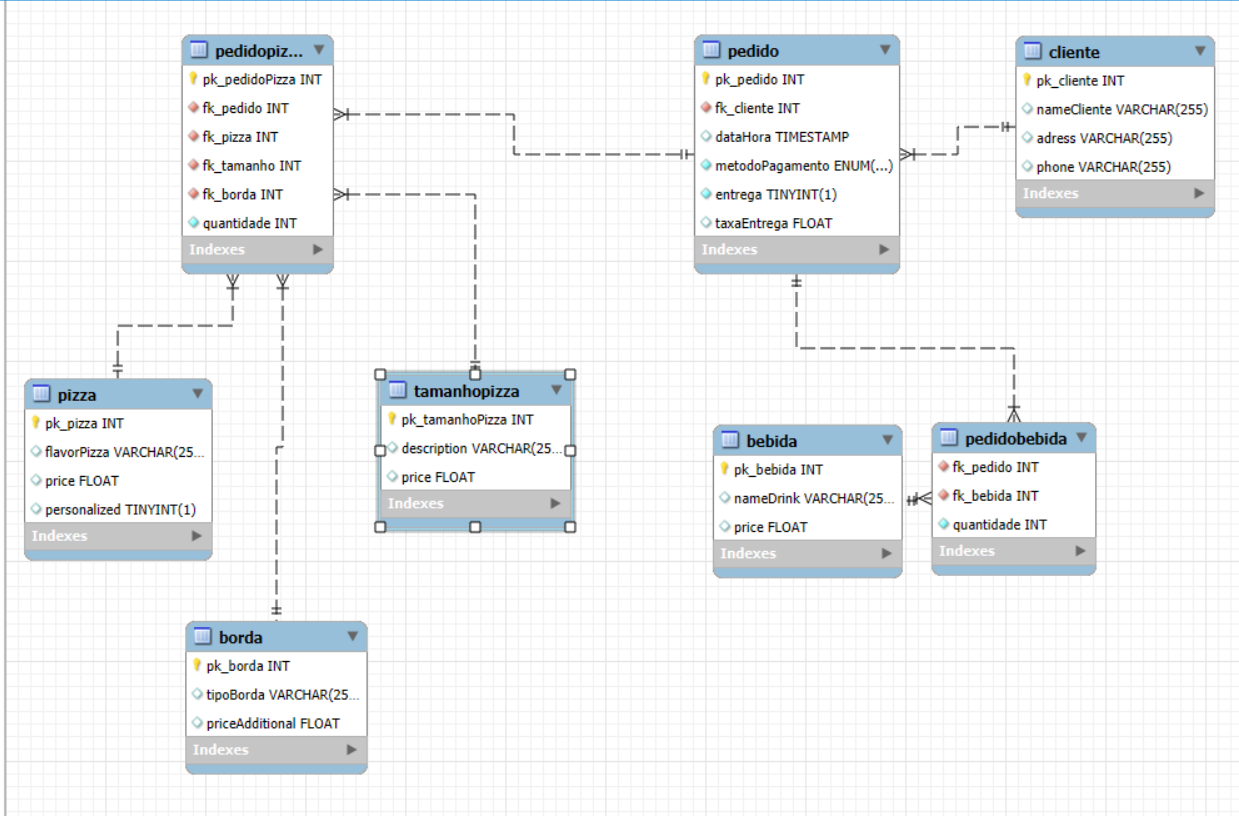 pedidopiz...
pk_pedidoPizza INT
fk_pedido INT
fk_pizza INT
fk_tamanho INT
fk_borda INT
quantidade INT
Indexes
pedido
pk_pedido INT
fk_cliente INT
dataHora TIMESTAMP
metodoPagamento ENUM(...)
entrega TINYINT(1)
taxaEntrega FLOAT
Indexes
cliente
pk_cliente INT
nameCliente VARCHAR(255)
adress VARCHAR(255)
phone VARCHAR(255)
Indexes
pizza
pk_pizza INT
flavorPizza VARCHAR(25...
price FLOAT
personalized TINYINT(1)
Indexes
tamanhopizza
pk_tamanhoPizza INT
description VARCHAR(25...
price FLOAT
Indexes
bebida
pk_bebida INT
nameDrink VARCHAR(25...
price FLOAT
Indexes
pedidobebida
fk_pedido INT
fk_bebida INT
quantidade INT
Indexes
borda
pk_borda INT
tipoBorda VARCHAR(25...
priceAdditional FLOAT
Indexes